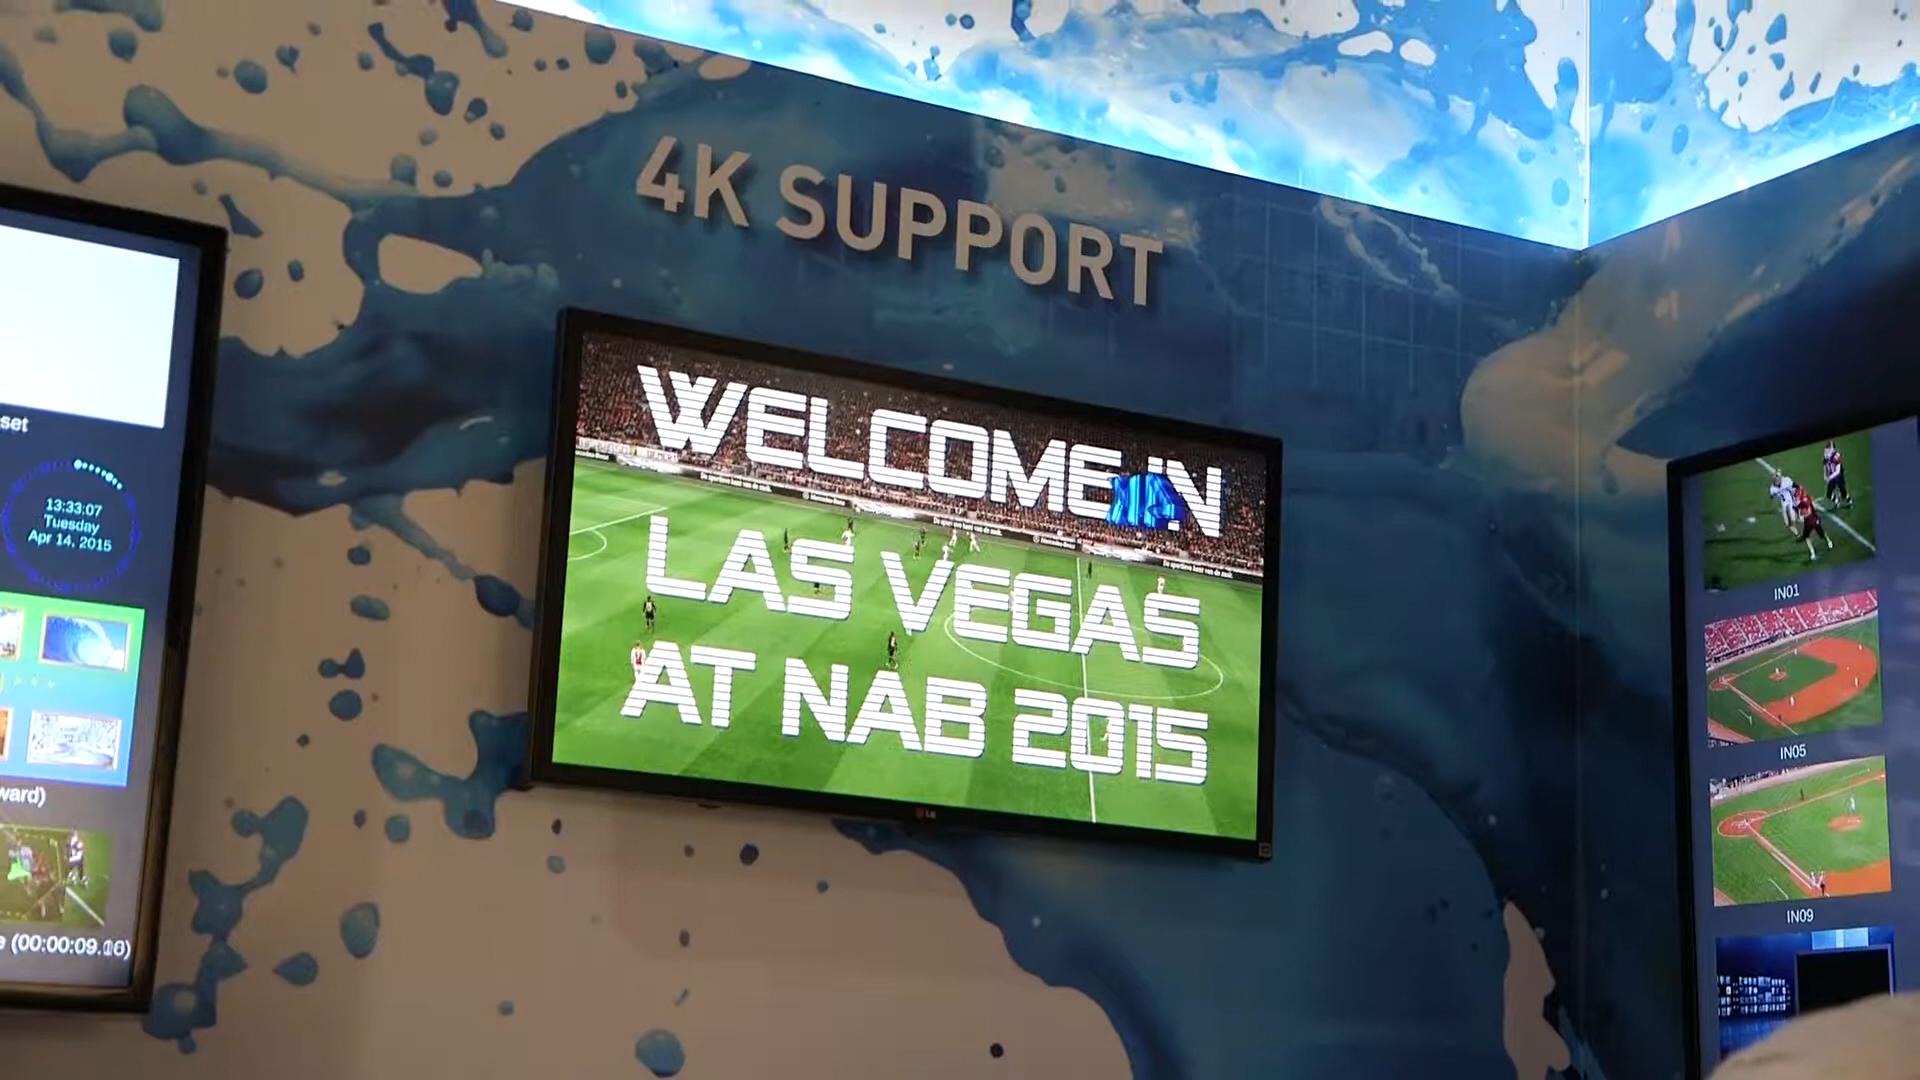 4K SUPPORT
WELCOME IN
LAS VEGAS
AT NAB 2015
LG
set
13:33:07
Tuesday
Apr 14, 2015
ward)
e (00:00:09.16)
IN01
IN05
IN09